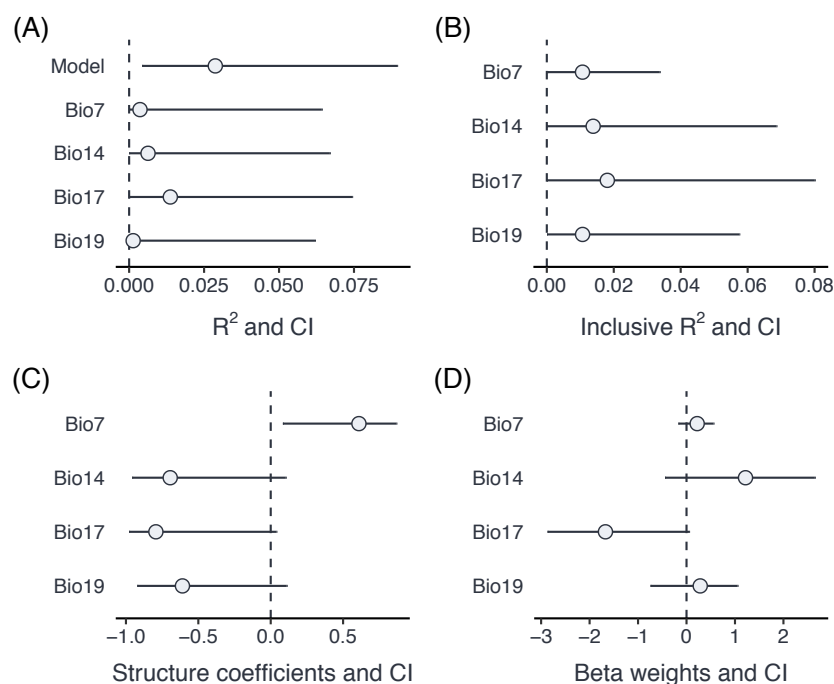 (A)
Model
Bio7
Bio14
Bio17
Bio19
0.000 0.025 0.050 0.075
R² and CI
(B)
Bio7
Bio14
Bio17
Bio19
0.00 0.02 0.04 0.06 0.08
Inclusive R² and CI
(C)
Bio7
Bio14
Bio17
Bio19
−1.0 −0.5 0.0 0.5
Structure coefficients and CI
(D)
Bio7
Bio14
Bio17
Bio19
−3 −2 −1 0 1 2
Beta weights and CI